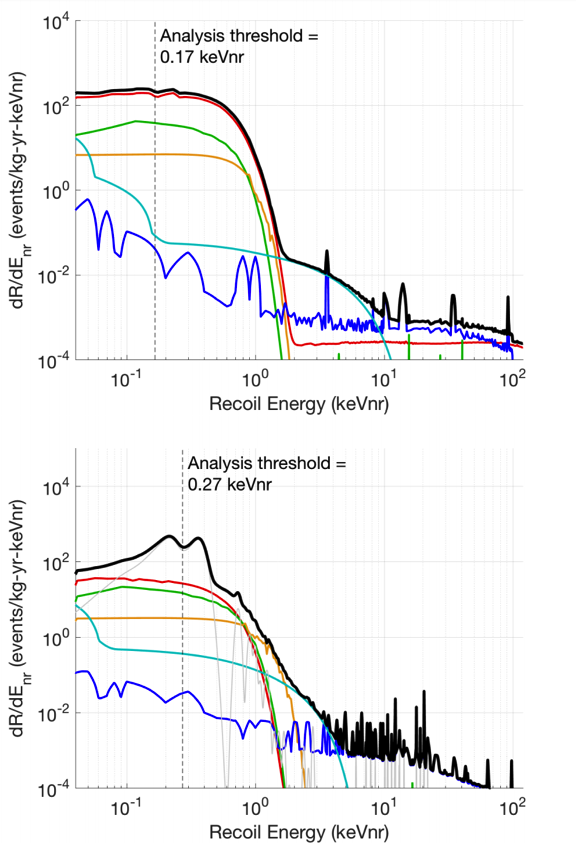 10^4
Analysis threshold =
0.17 keVnr
10^2
10^0
10^-2
10^-4
dR/dE_nr (events/kg-yr-keVnr)
10^-1 10^0 10^1 10^2
Recoil Energy (keVnr)
Analysis threshold =
0.27 keVnr
10^4
10^2
10^0
10^-2
10^-4
dR/dE_nr (events/kg-yr-keVnr)
10^-1 10^0 10^1 10^2
Recoil Energy (keVnr)